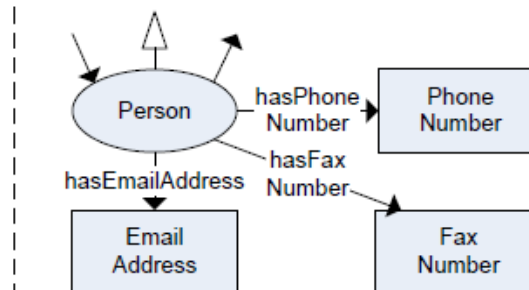 Person
hasPhone
Number
Phone
Number
hasFax
Number
hasEmailAddress
Email
Address
Fax
Number